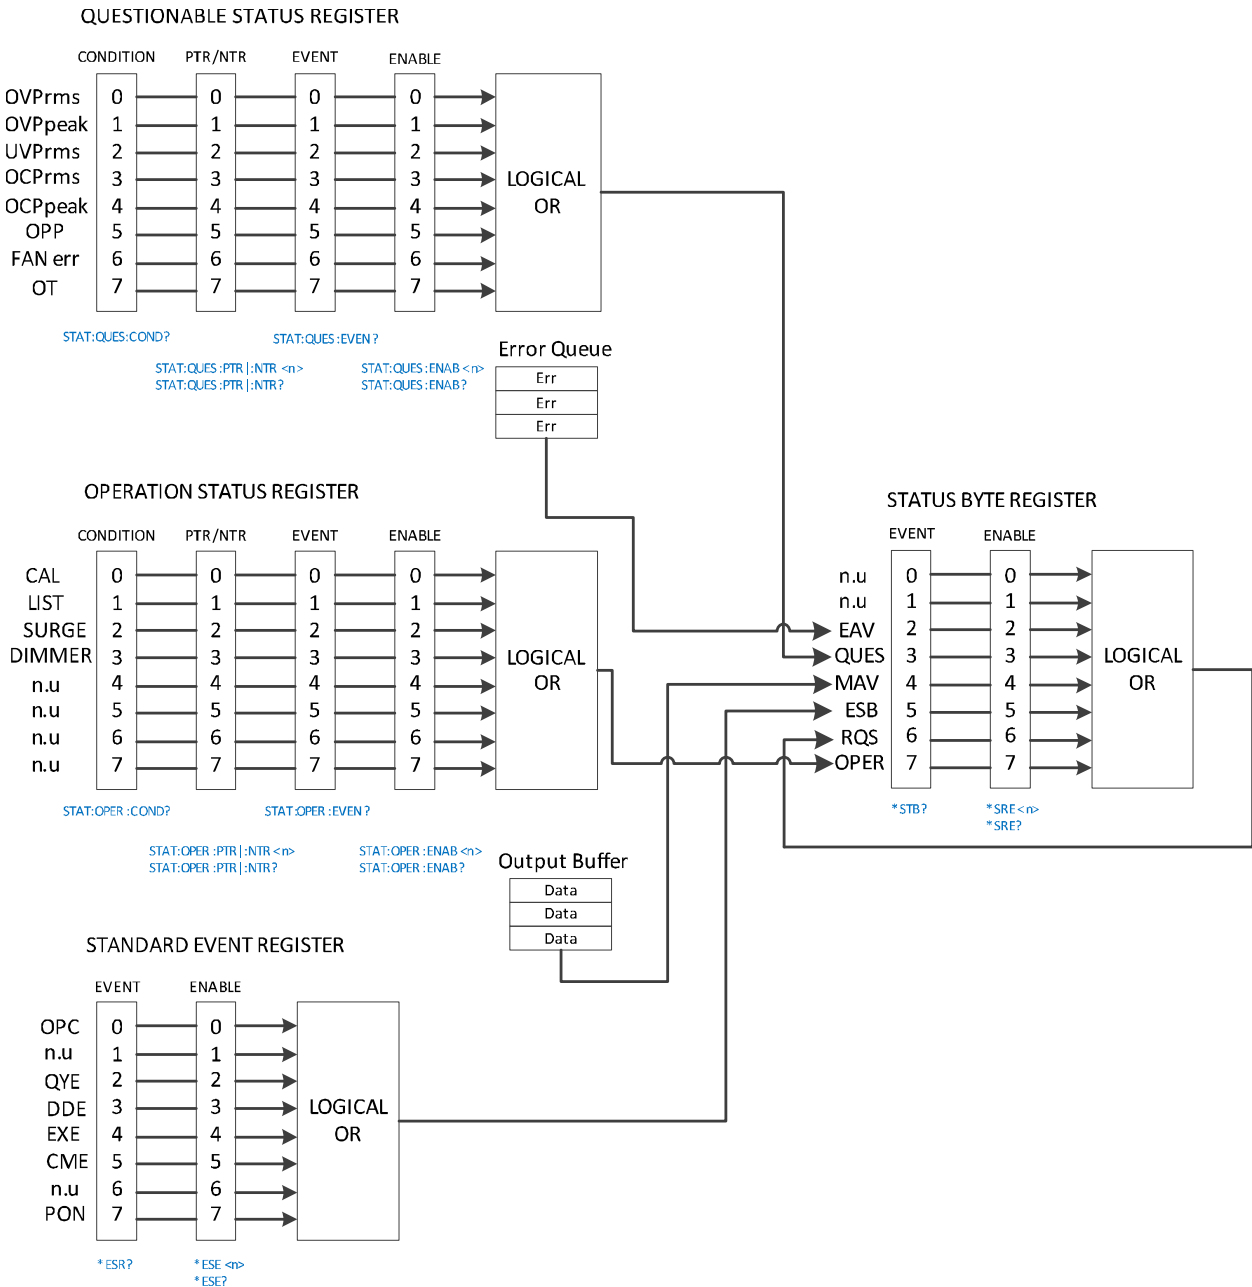 QUESTIONABLE STATUS REGISTER
CONDITION PTR/NTR EVENT ENABLE
OVPrms 0 0 0 0
OVPpeak 1 1 1 1
UVPrms 2 2 2 2
OCPrms 3 3 3 3
OCPpeak 4 4 4 4
OPP 5 5 5 5
FAN err 6 6 6 6
OT 7 7 7 7
LOGICAL
OR
STAT:QUES:COND? STAT:QUES:EVEN?
STAT:QUES:PTR|:NTR <n> STAT:QUES:ENAB <n>
STAT:QUES:PTR|:NTR? STAT:QUES:ENAB?
Error Queue
Err
Err
Err
OPERATION STATUS REGISTER
CONDITION PTR/NTR EVENT ENABLE
CAL 0 0 0 0
LIST 1 1 1 1
SURGE 2 2 2 2
DIMMER 3 3 3 3
n.u 4 4 4 4
n.u 5 5 5 5
n.u 6 6 6 6
n.u 7 7 7 7
LOGICAL
OR
STAT:OPER:COND? STAT:OPER:EVEN?
STAT:OPER:PTR|:NTR <n> STAT:OPER:ENAB <n>
STAT:OPER:PTR|:NTR? STAT:OPER:ENAB?
STATUS BYTE REGISTER
EVENT ENABLE
n.u 0 0
n.u 1 1
EAV 2 2
QUES 3 3
MAV 4 4
ESB 5 5
RQS 6 6
OPER 7 7
LOGICAL
OR
*STB? *SRE <n>
*SRE?
Output Buffer
Data
Data
Data
STANDARD EVENT REGISTER
EVENT ENABLE
OPC 0 0
n.u 1 1
QYE 2 2
DDE 3 3
EXE 4 4
CME 5 5
n.u 6 6
PON 7 7
LOGICAL
OR
*ESR? *ESE <n>
*ESE?